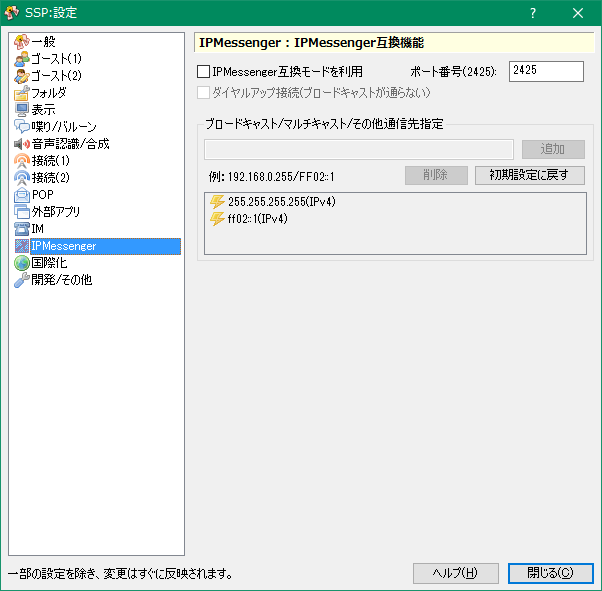 SSP:設定
一般
ゴースト(1)
ゴースト(2)
フォルダ
表示
喋り/バルーン
音声認識/合成
接続(1)
接続(2)
POP
外部アプリ
IM
IPMessenger
国際化
開発/その他
IPMessenger : IPMessenger互換機能
IPMessenger互換モードを利用
ポート番号(2425):
2425
ダイヤルアップ接続(ブロードキャストが通らない)
ブロードキャスト/マルチキャスト/その他通信先指定
追加
例: 192.168.0.255/FF02::1
削除
初期設定に戻す
255.255.255.255(IPv4)
ff02::1(IPv4)
一部の設定を除き、変更はすぐに反映されます。
ヘルプ(H)
閉じる(C)